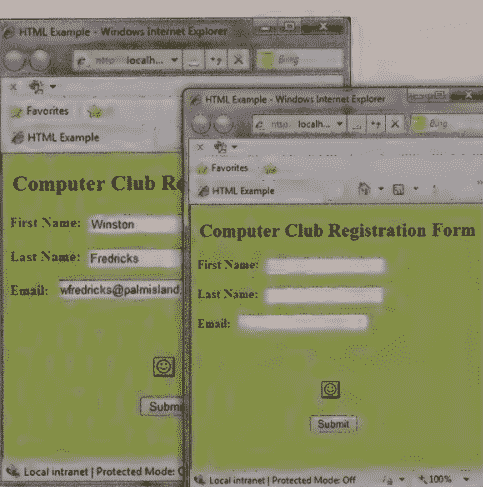 HTML Example - Windows Internet Explorer
localh...
Bing
Favorites
HTML Example
Computer Club Re
First Name: Winston
Last Name: Fredricks
Email: wfredricks@palmisland.
Subm
Local intranet | Protected Mode: O
HTML Example - Windows Internet Explorer
http localh...
Bing
Favorites
HTML Example
Computer Club Registration Form
First Name:
Last Name:
Email:
Submit
Local intranet | Protected Mode: Off
100%